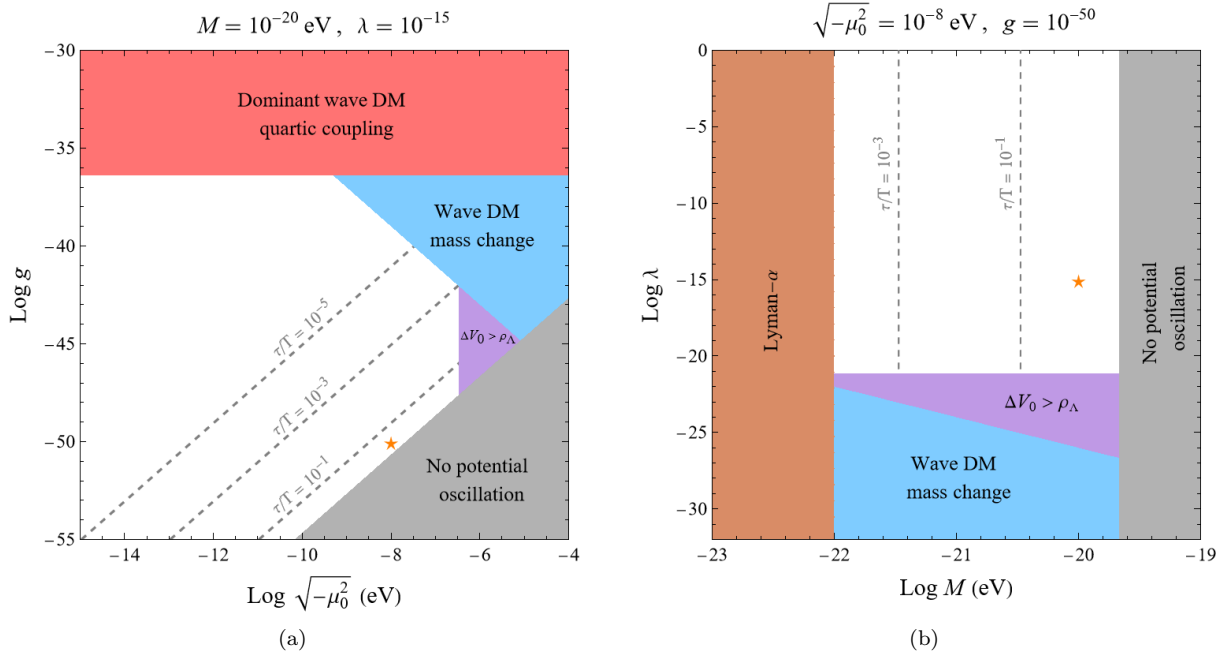 M = 10⁻²⁰ eV , λ = 10⁻¹⁵
Log g
−30
−35
−40
−45
−50
−55
Dominant wave DM
quartic coupling
Wave DM
mass change
ΔV₀ > ρ_Λ
τ/T = 10⁻⁵
τ/T = 10⁻³
τ/T = 10⁻¹
No potential
oscillation
−14
−12
−10
−8
−6
−4
Log √−μ₀² (eV)
(a)
√−μ₀² = 10⁻⁸ eV , g = 10⁻⁵⁰
Log λ
0
−5
−10
−15
−20
−25
−30
Lyman−α
τ/T = 10⁻³
τ/T = 10⁻¹
No potential
oscillation
ΔV₀ > ρ_Λ
Wave DM
mass change
−23
−22
−21
−20
−19
Log M (eV)
(b)